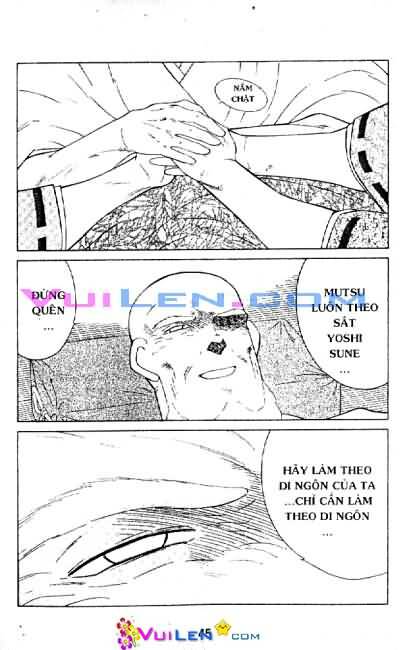 NẮM
CHẶT
ĐỪNG
QUÊN
...
VUILEN.COM
MUTSU
LUÔN THEO
SÁT
YOSHI
SUNE
...
HÃY LÀM THEO
DI NGÔN CỦA TA
...CHỈ CẦN LÀM
THEO DI NGÔN
...
45
VUILEN.COM